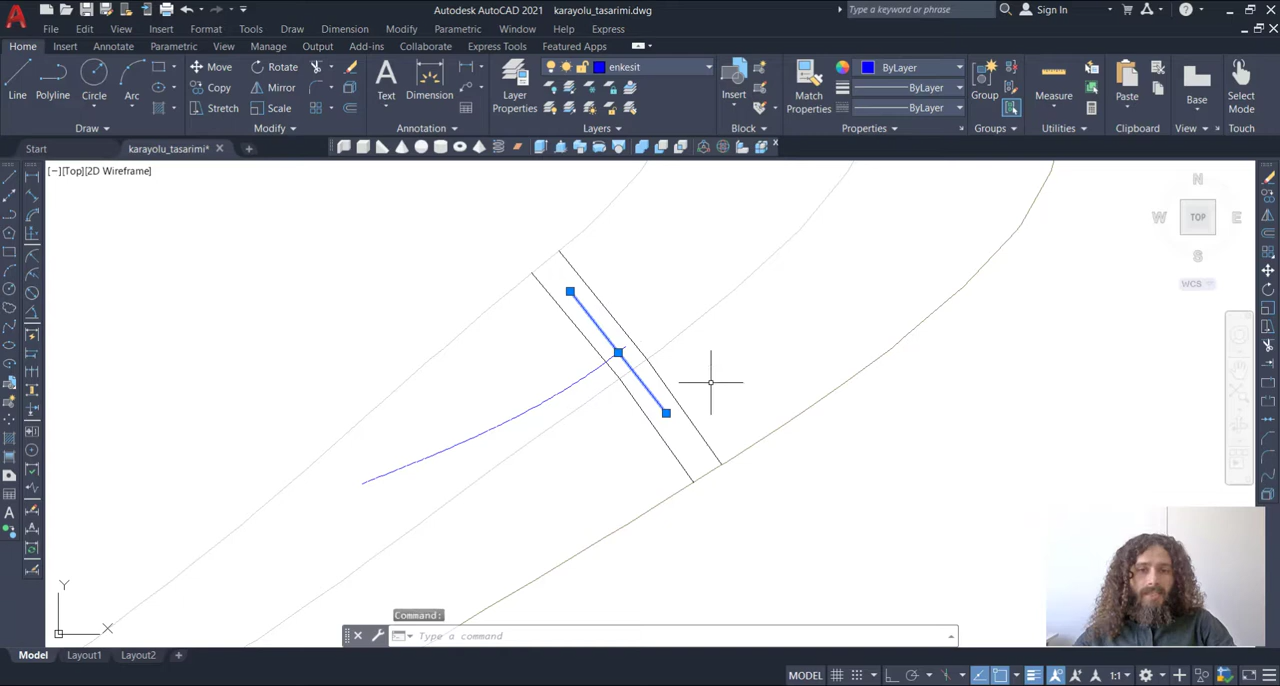 Autodesk AutoCAD 2021 karayolu_tasarimi.dwg
Type a keyword or phrase
Sign In
File Edit View Insert Format Tools Draw Dimension Modify Parametric Window Help Express
Home Insert Annotate Parametric View Manage Output Add-ins Collaborate Express Tools Featured Apps
Line
Polyline
Circle
Arc
Draw
Move
Copy
Stretch
Rotate
Mirror
Scale
Modify
Text
Dimension
Annotation
Layer
Properties
enkesit
Layers
Insert
Block
Match
Properties
ByLayer
ByLayer
ByLayer
Properties
Group
Groups
Measure
Utilities
Paste
Clipboard
Base
View
Select
Mode
Touch
Start
karayolu_tasarimi*
[−][Top][2D Wireframe]
N
W
TOP
E
S
WCS
Y
X
Command:
Type a command
Model Layout1 Layout2
MODEL
1:1